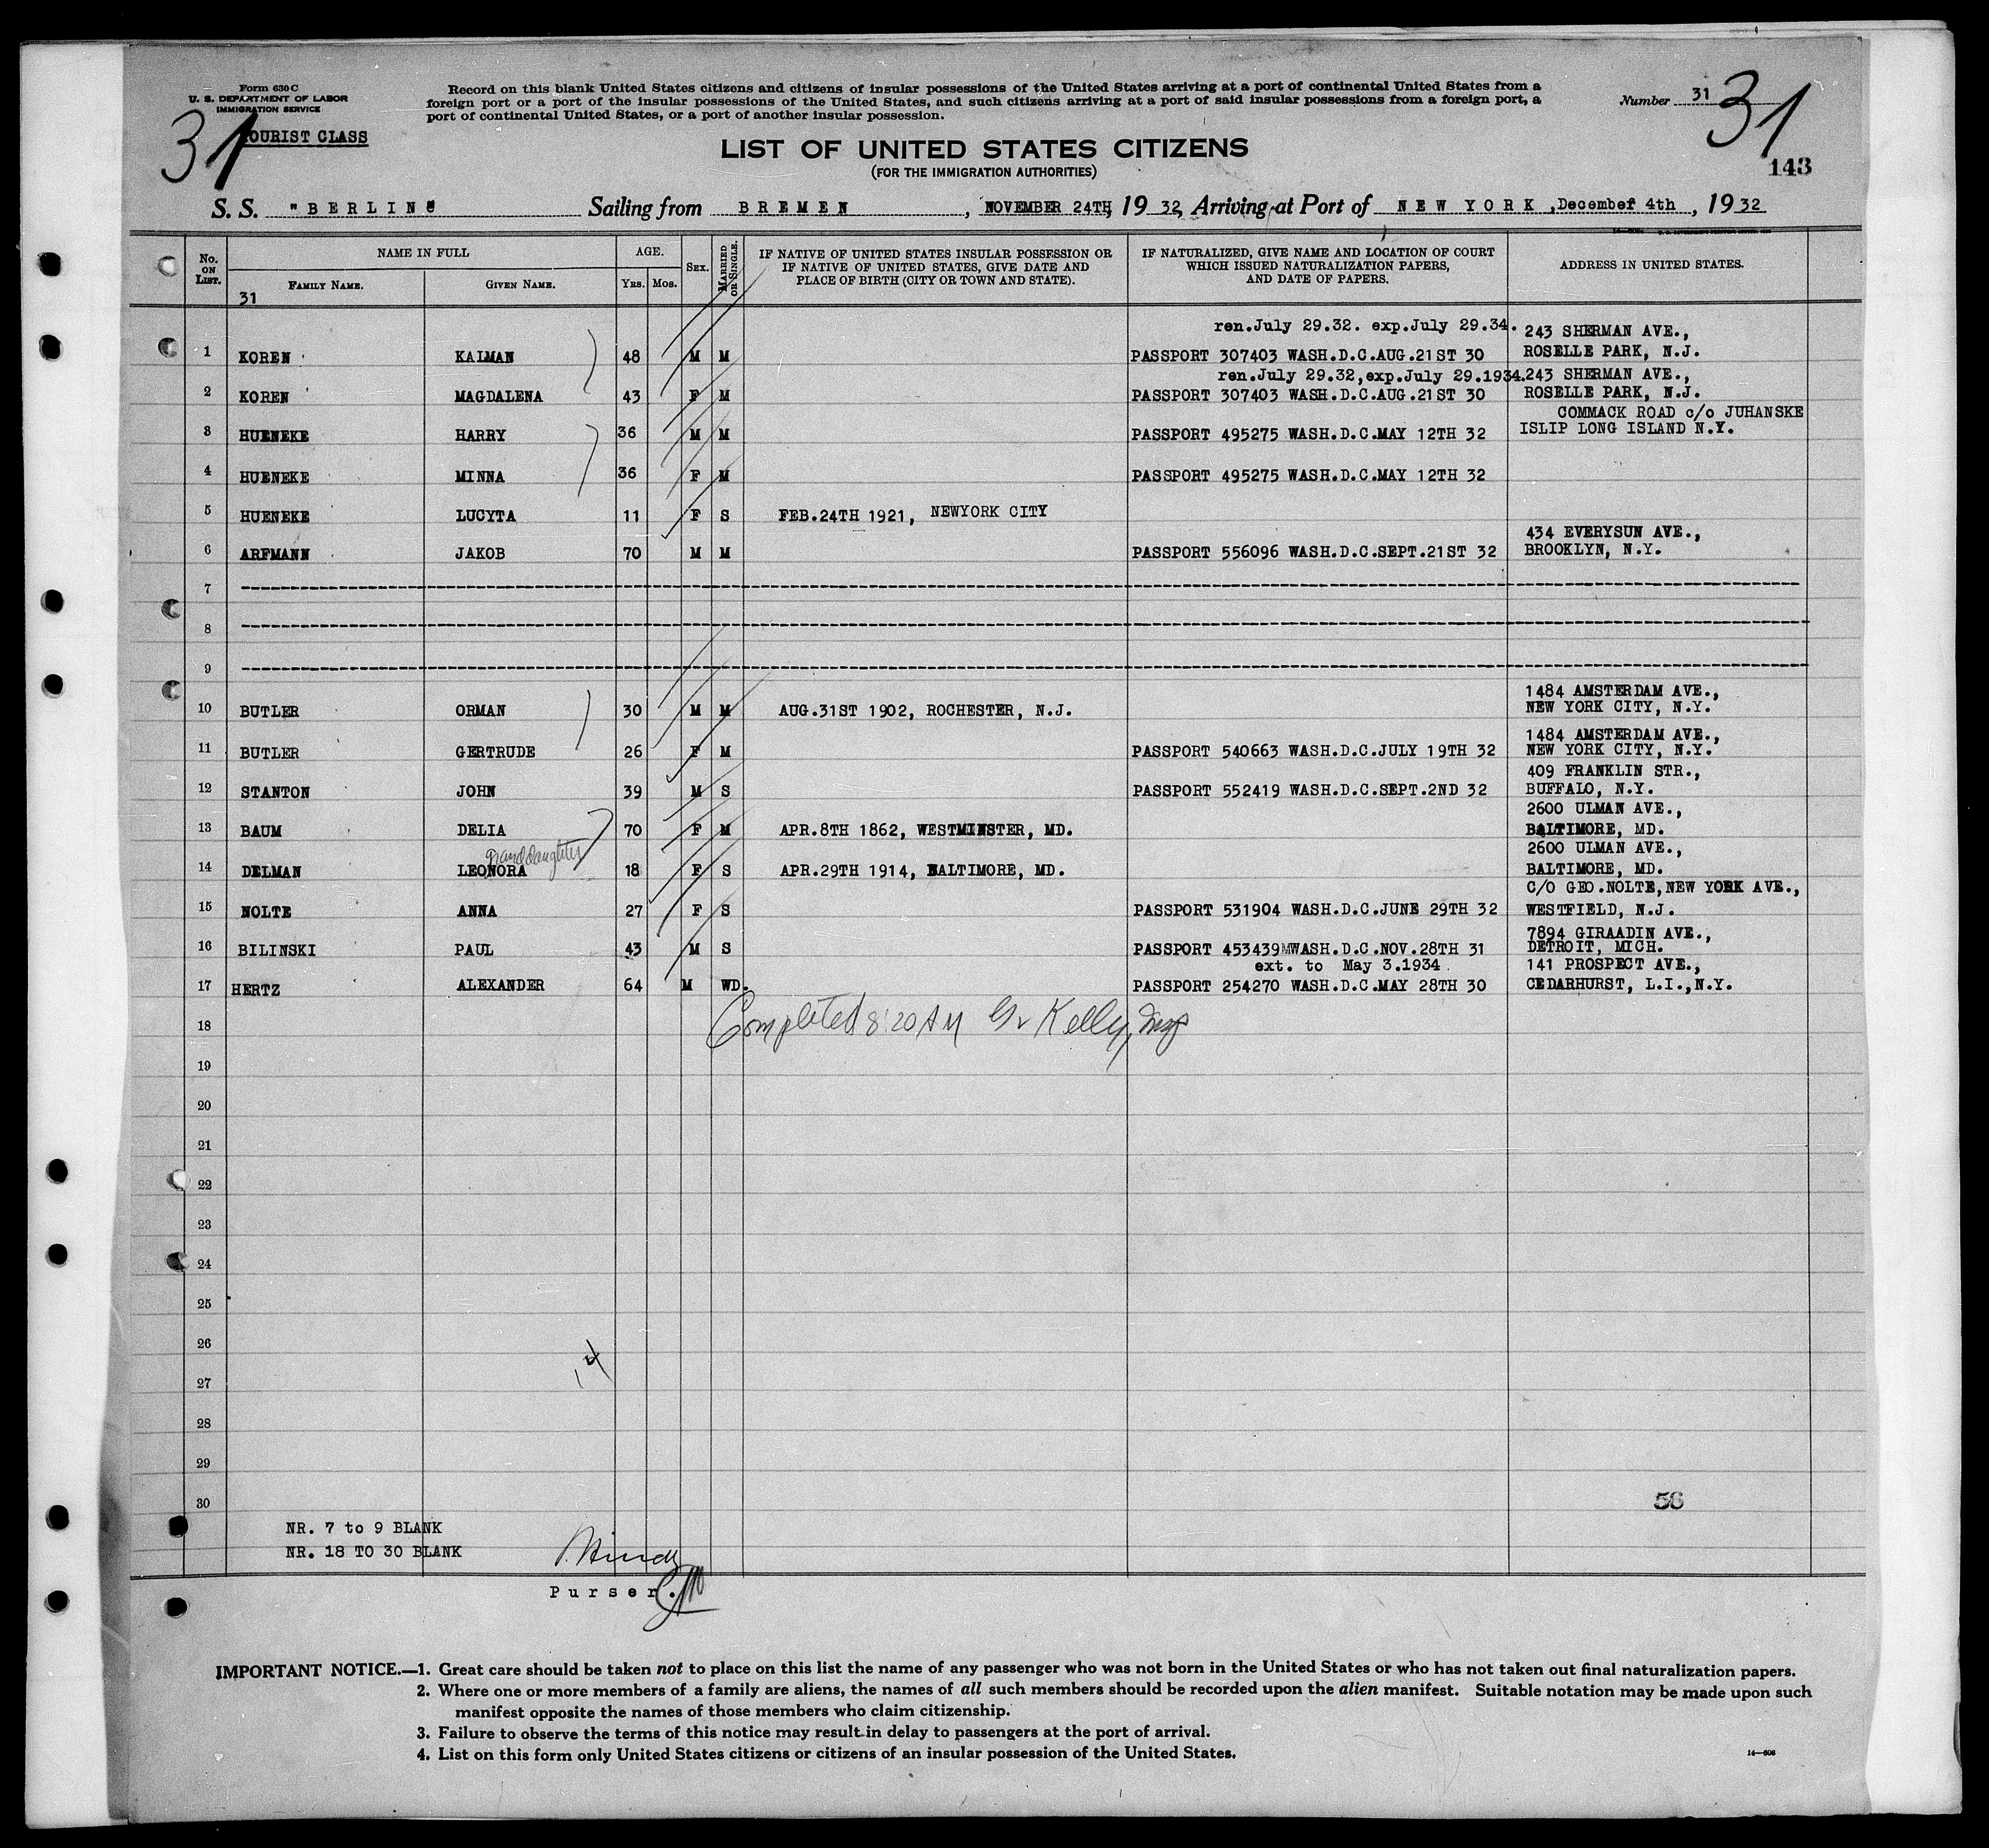 Form 630 C
U. S. DEPARTMENT OF LABOR
IMMIGRATION SERVICE
TOURIST CLASS
31
Record on this blank United States citizens and citizens of insular possessions of the United States arriving at a port of continental United States from a
foreign port or a port of the insular possessions of the United States, and such citizens arriving at a port of said insular possessions from a foreign port, a
port of continental United States, or a port of another insular possession.
Number 31
31
143
LIST OF UNITED STATES CITIZENS
(FOR THE IMMIGRATION AUTHORITIES)
S. S. "BERLIN" Sailing from BREMEN, NOVEMBER 24TH, 1932, Arriving at Port of NEW YORK, December 4th, 1932
No. ON LIST. NAME IN FULL AGE. SEX. MARRIED OR SINGLE. IF NATIVE OF UNITED STATES INSULAR POSSESSION OR IF NATIVE OF UNITED STATES, GIVE DATE AND PLACE OF BIRTH (CITY OR TOWN AND STATE). IF NATURALIZED, GIVE NAME AND LOCATION OF COURT WHICH ISSUED NATURALIZATION PAPERS, AND DATE OF PAPERS. ADDRESS IN UNITED STATES.
31 FAMILY NAME. GIVEN NAME. YRS. MOS.
ren.July 29.32. exp.July 29.34. 243 SHERMAN AVE.,
1 KOREN KALMAN 48 M M PASSPORT 307403 WASH.D.C.AUG.21ST 30 ROSELLE PARK, N.J.
ren.July 29.32,exp.July 29.1934. 243 SHERMAN AVE.,
2 KOREN MAGDALENA 43 F M PASSPORT 307403 WASH.D.C.AUG.21ST 30 ROSELLE PARK, N.J.
COMMACK ROAD c/o JUHANSKE
3 HUENEKE HARRY 36 M M PASSPORT 495275 WASH.D.C.MAY 12TH 32 ISLIP LONG ISLAND N.Y.
4 HUENEKE MINNA 36 F M PASSPORT 495275 WASH.D.C.MAY 12TH 32
5 HUENEKE LUCYTA 11 F S FEB.24TH 1921, NEWYORK CITY
434 EVERYSUN AVE.,
6 ARFMANN JAKOB 70 M M PASSPORT 556096 WASH.D.C.SEPT.21ST 32 BROOKLYN, N.Y.
7
8
9
1484 AMSTERDAM AVE.,
10 BUTLER ORMAN 30 M M AUG.31ST 1902, ROCHESTER, N.J. NEW YORK CITY, N.Y.
1484 AMSTERDAM AVE.,
11 BUTLER GERTRUDE 26 F M PASSPORT 540663 WASH.D.C.JULY 19TH 32 NEW YORK CITY, N.Y.
409 FRANKLIN STR.,
12 STANTON JOHN 39 M S PASSPORT 552419 WASH.D.C.SEPT.2ND 32 BUFFALO, N.Y.
2600 ULMAN AVE.,
13 BAUM DELIA 70 F M APR.8TH 1862, WESTMINSTER, MD. BALTIMORE, MD.
granddaughter 2600 ULMAN AVE.,
14 DELMAN LEONORA 18 F S APR.29TH 1914, BALTIMORE, MD. BALTIMORE, MD.
C/O GEO.NOLTE,NEW YORK AVE.,
15 NOLTE ANNA 27 F S PASSPORT 531904 WASH.D.C.JUNE 29TH 32 WESTFIELD, N.J.
7894 GIRAADIN AVE.,
16 BILINSKI PAUL 43 M S PASSPORT 453439 WASH.D.C.NOV.28TH 31 DETROIT, MICH.
ext. to May 3.1934. 141 PROSPECT AVE.,
17 HERTZ ALEXANDER 64 M WD. PASSPORT 254270 WASH.D.C.MAY 28TH 30 CEDARHURST, L.I.,N.Y.
Completed 8:20 AM Kelly, Insp
18
19
20
21
22
23
24
25
26
27
28
29
30
56
NR. 7 to 9 BLANK
NR. 18 TO 30 BLANK
Purser.
IMPORTANT NOTICE.—1. Great care should be taken not to place on this list the name of any passenger who was not born in the United States or who has not taken out final naturalization papers.
2. Where one or more members of a family are aliens, the names of all such members should be recorded upon the alien manifest. Suitable notation may be made upon such
manifest opposite the names of those members who claim citizenship.
3. Failure to observe the terms of this notice may result in delay to passengers at the port of arrival.
4. List on this form only United States citizens or citizens of an insular possession of the United States.
14—608